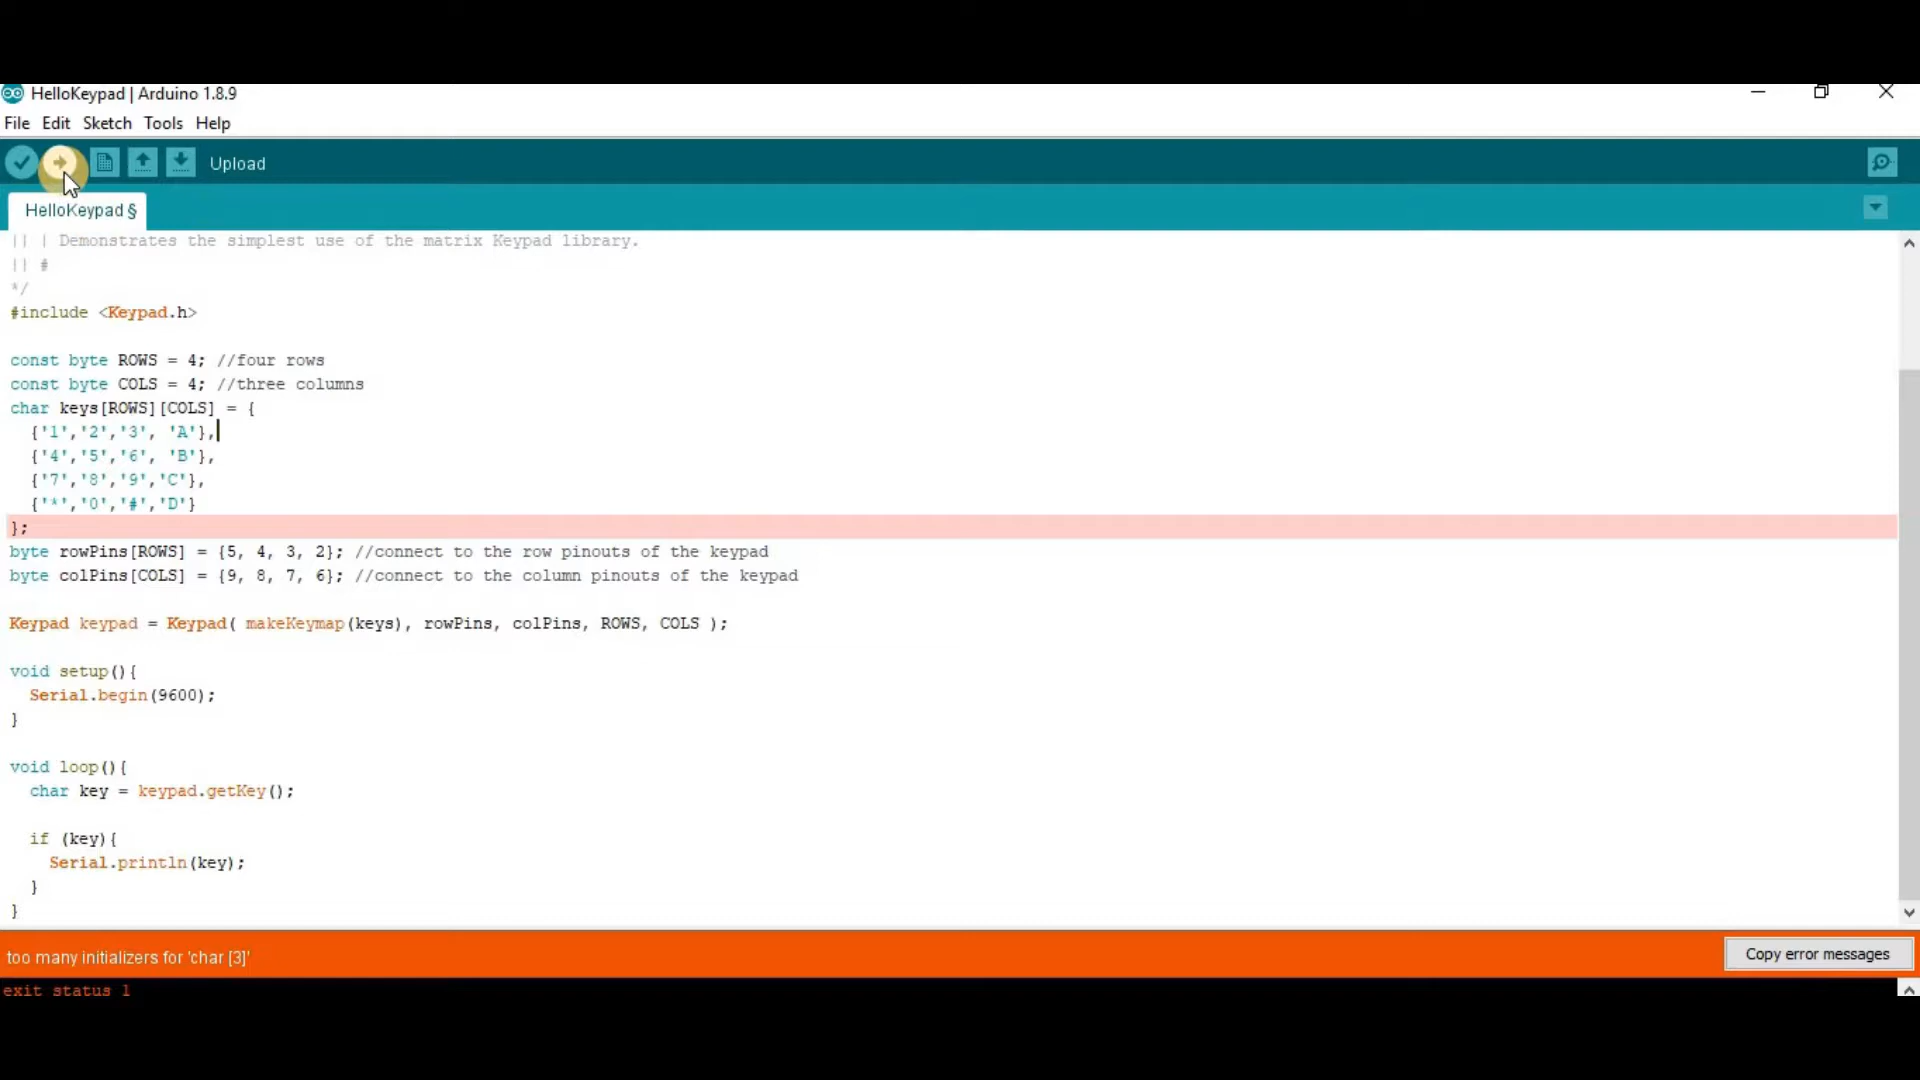 HelloKeypad | Arduino 1.8.9
File Edit Sketch Tools Help
Upload
HelloKeypad §
|| | Demonstrates the simplest use of the matrix Keypad library.
|| #
*/
#include <Keypad.h>
const byte ROWS = 4; //four rows
const byte COLS = 4; //three columns
char keys[ROWS][COLS] = {
{'1','2','3', 'A'},
{'4','5','6', 'B'},
{'7','8','9','C'},
{'*','0','#','D'}
};
byte rowPins[ROWS] = {5, 4, 3, 2}; //connect to the row pinouts of the keypad
byte colPins[COLS] = {9, 8, 7, 6}; //connect to the column pinouts of the keypad
Keypad keypad = Keypad( makeKeymap(keys), rowPins, colPins, ROWS, COLS );
void setup(){
Serial.begin(9600);
}
void loop(){
char key = keypad.getKey();
if (key){
Serial.println(key);
}
}
too many initializers for 'char [3]'
Copy error messages
exit status 1